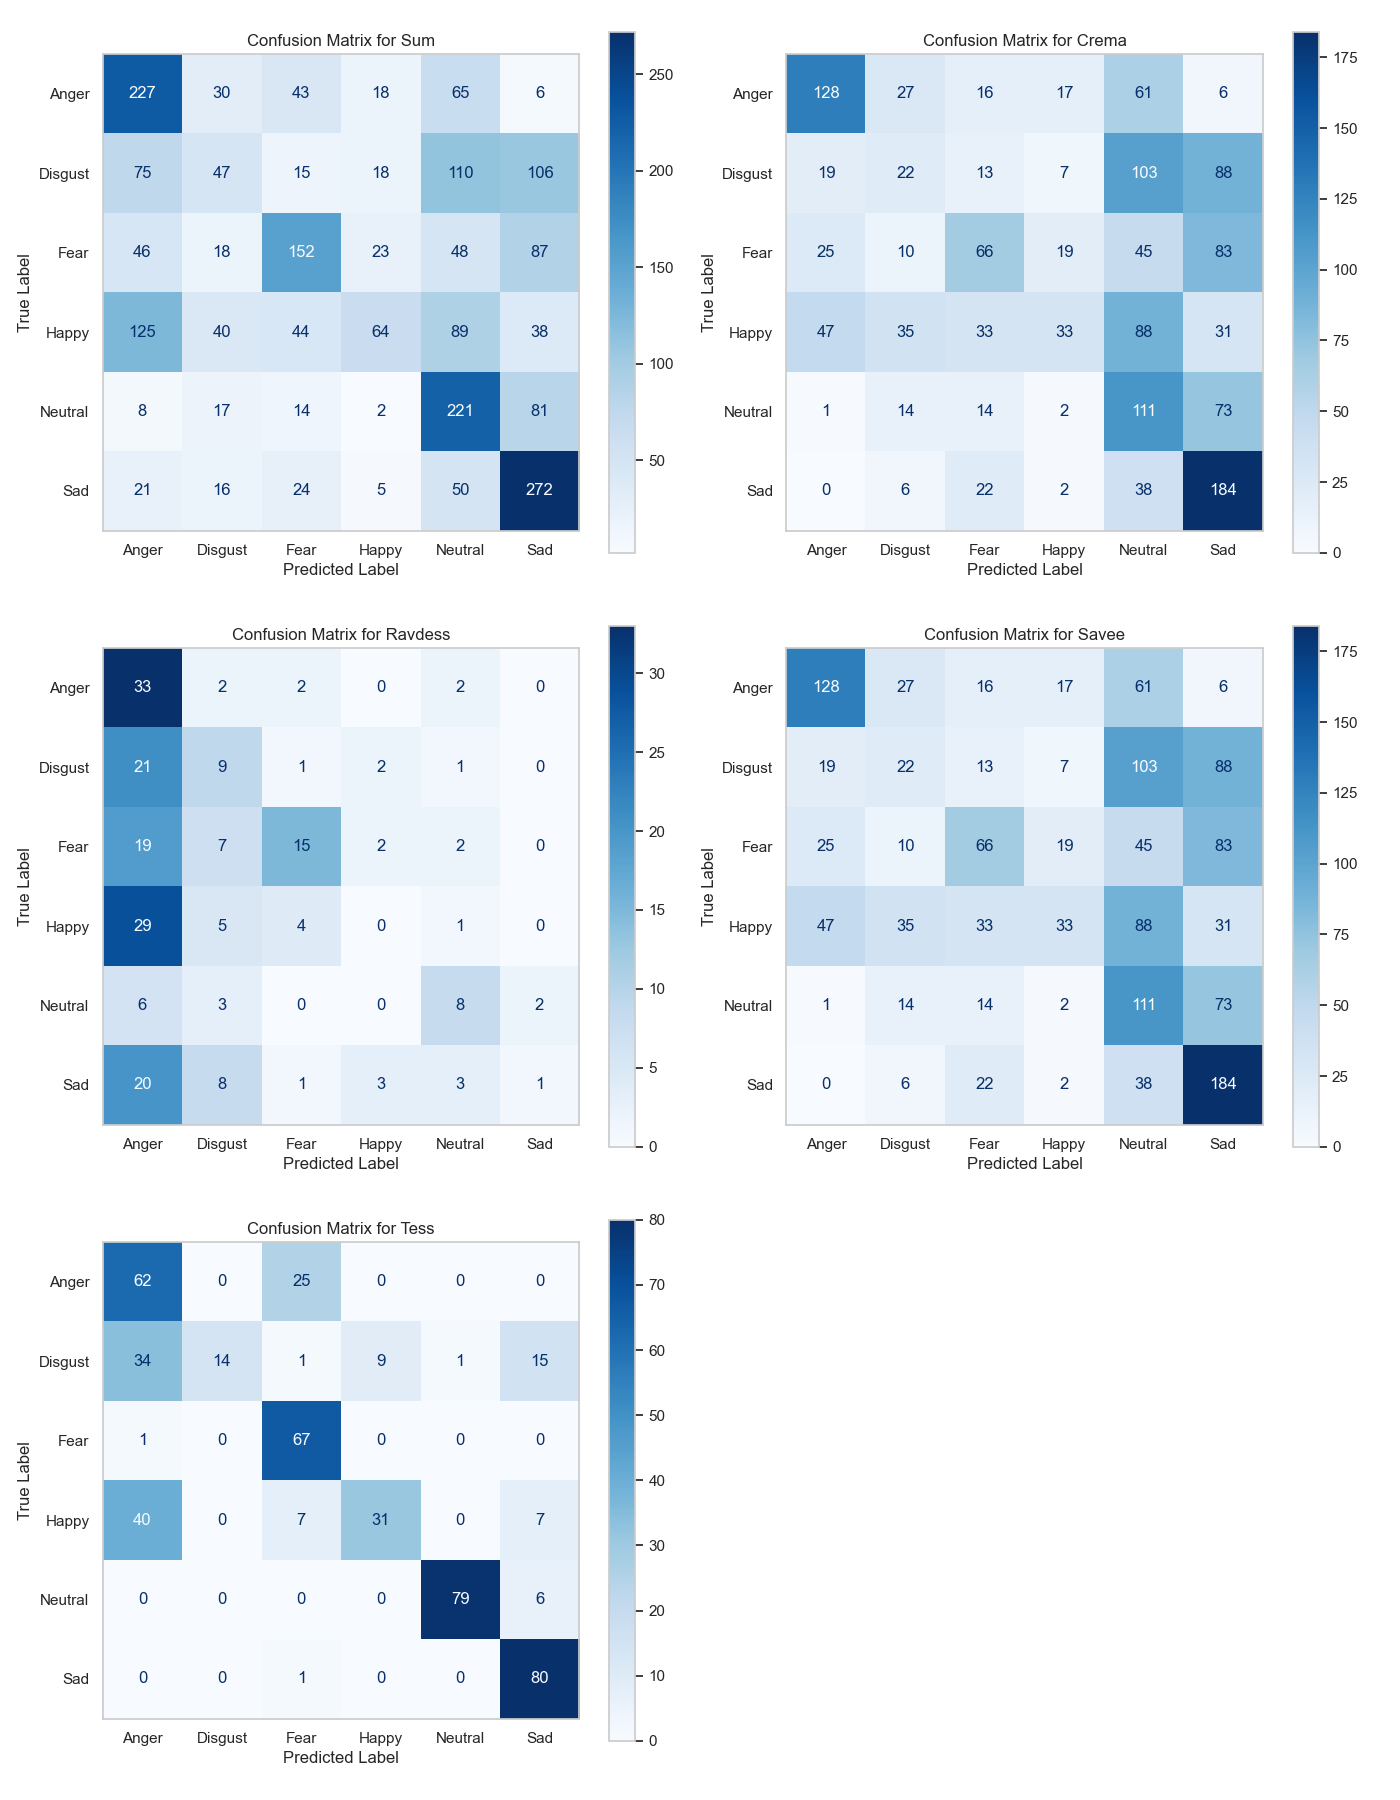 Confusion Matrix for Sum
True Label
Anger 227 30 43 18 65 6
Disgust 75 47 15 18 110 106
Fear 46 18 152 23 48 87
Happy 125 40 44 64 89 38
Neutral 8 17 14 2 221 81
Sad 21 16 24 5 50 272
Anger Disgust Fear Happy Neutral Sad
Predicted Label
250
200
150
100
50
Confusion Matrix for Crema
True Label
Anger 128 27 16 17 61 6
Disgust 19 22 13 7 103 88
Fear 25 10 66 19 45 83
Happy 47 35 33 33 88 31
Neutral 1 14 14 2 111 73
Sad 0 6 22 2 38 184
Anger Disgust Fear Happy Neutral Sad
Predicted Label
175
150
125
100
75
50
25
0
Confusion Matrix for Ravdess
True Label
Anger 33 2 2 0 2 0
Disgust 21 9 1 2 1 0
Fear 19 7 15 2 2 0
Happy 29 5 4 0 1 0
Neutral 6 3 0 0 8 2
Sad 20 8 1 3 3 1
Anger Disgust Fear Happy Neutral Sad
Predicted Label
30
25
20
15
10
5
0
Confusion Matrix for Savee
True Label
Anger 128 27 16 17 61 6
Disgust 19 22 13 7 103 88
Fear 25 10 66 19 45 83
Happy 47 35 33 33 88 31
Neutral 1 14 14 2 111 73
Sad 0 6 22 2 38 184
Anger Disgust Fear Happy Neutral Sad
Predicted Label
175
150
125
100
75
50
25
0
Confusion Matrix for Tess
True Label
Anger 62 0 25 0 0 0
Disgust 34 14 1 9 1 15
Fear 1 0 67 0 0 0
Happy 40 0 7 31 0 7
Neutral 0 0 0 0 79 6
Sad 0 0 1 0 0 80
Anger Disgust Fear Happy Neutral Sad
Predicted Label
80
70
60
50
40
30
20
10
0